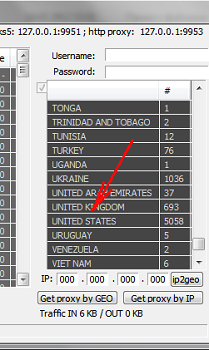 ks5: 127.0.0.1:9951 ; http proxy: 127.0.0.1:9953
Username:
Password:
#
TONGA 1
TRINIDAD AND TOBAGO 2
TUNISIA 12
TURKEY 76
UGANDA 1
UKRAINE 1036
UNITED ARAB EMIRATES 37
UNITED KINGDOM 693
UNITED STATES 5058
URUGUAY 5
VENEZUELA 2
VIET NAM 6
IP: 000 . 000 . 000 . 000 ip2geo
Get proxy by GEO Get proxy by IP
Traffic IN 6 KB / OUT 0 KB